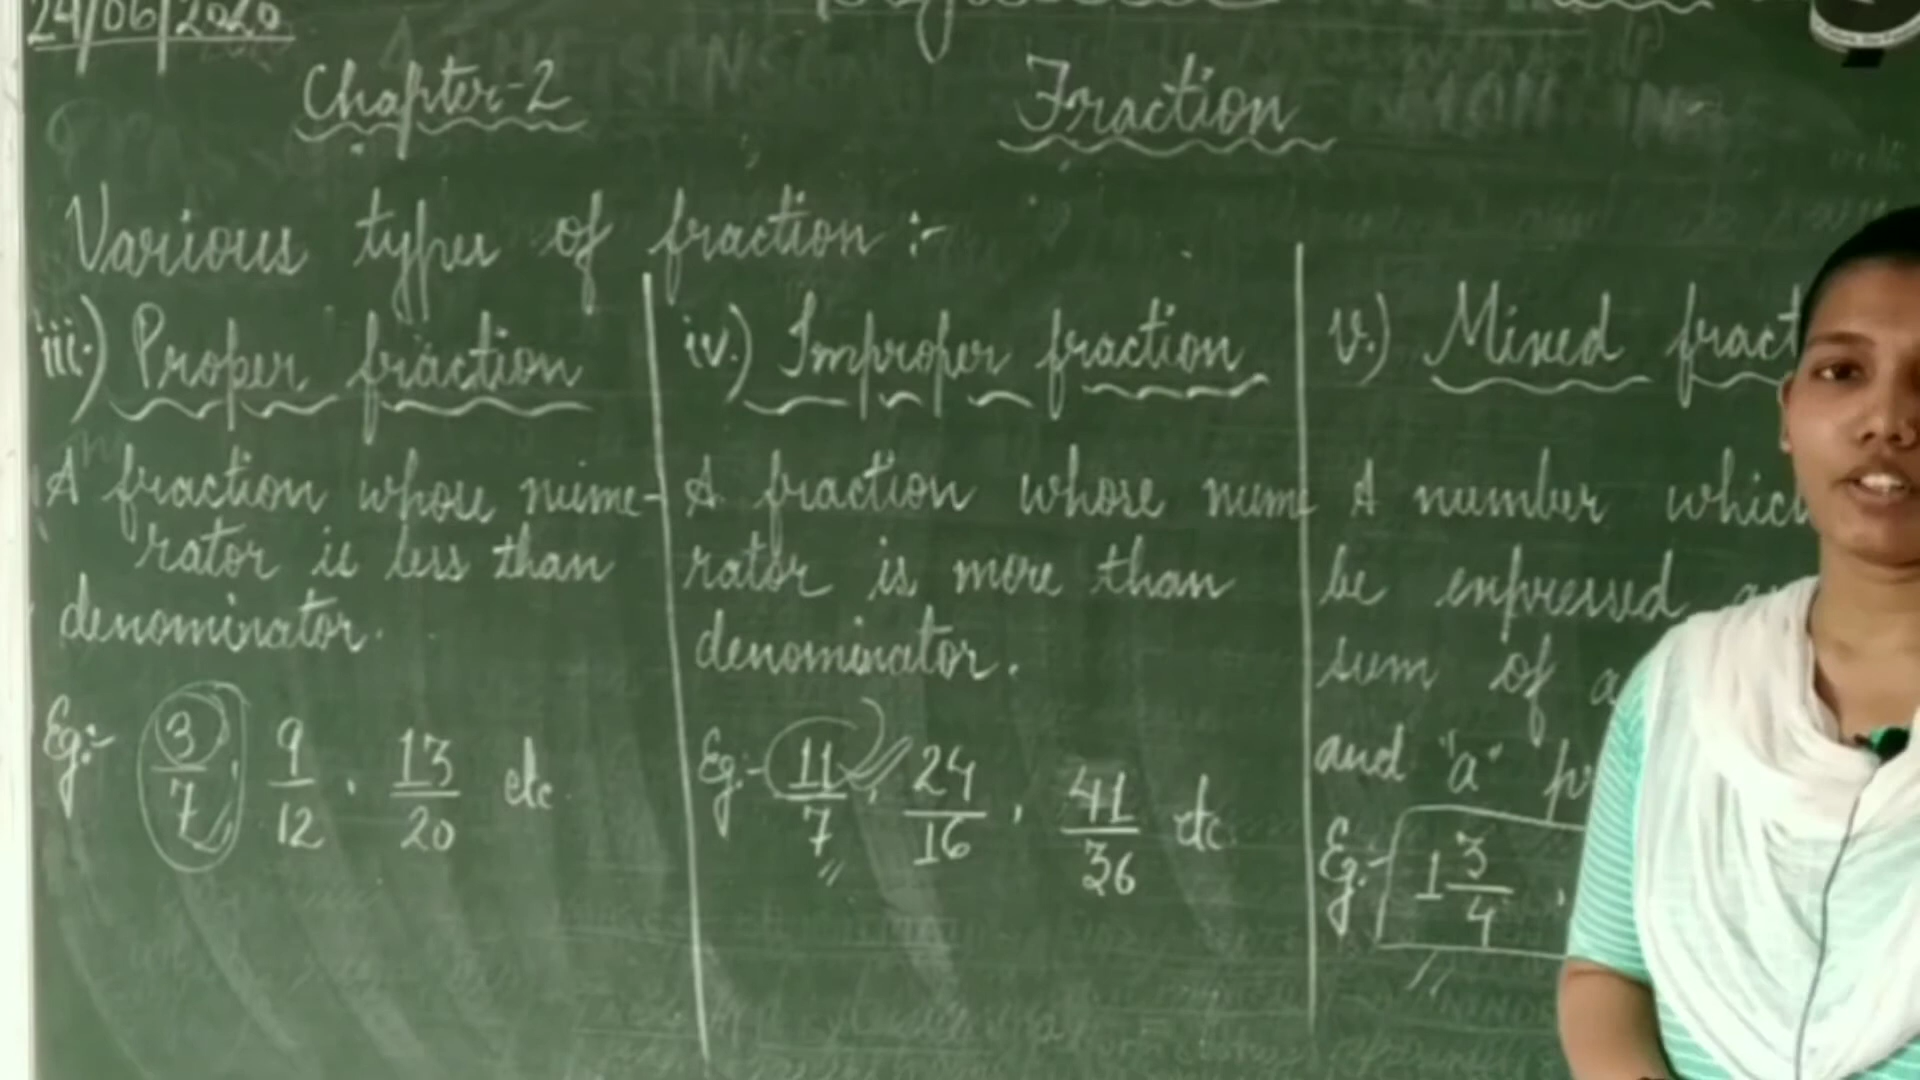 24/06/2020
Chapter-2 Fraction
Various types of fraction :-
iii.) Proper fraction
A fraction whose nume-
rator is less than
denominator.
Eg:- 3/7, 9/12, 13/20 etc.
iv.) Improper fraction
A fraction whose num
rator is more than
denominator.
Eg:- 11/7, 24/16, 41/36 etc.
v.) Mixed fract
A number which
be expressed
sum of a
and "a" pr
Eg:- 1 3/4,